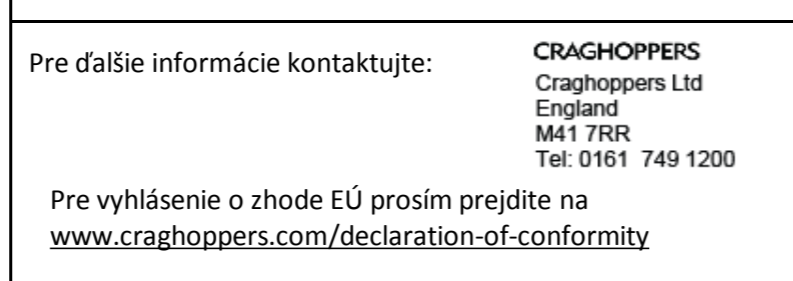 Pre ďalšie informácie kontaktujte:
CRAGHOPPERS
Craghoppers Ltd
England
M41 7RR
Tel: 0161 749 1200
Pre vyhlásenie o zhode EÚ prosím prejdite na
www.craghoppers.com/declaration-of-conformity